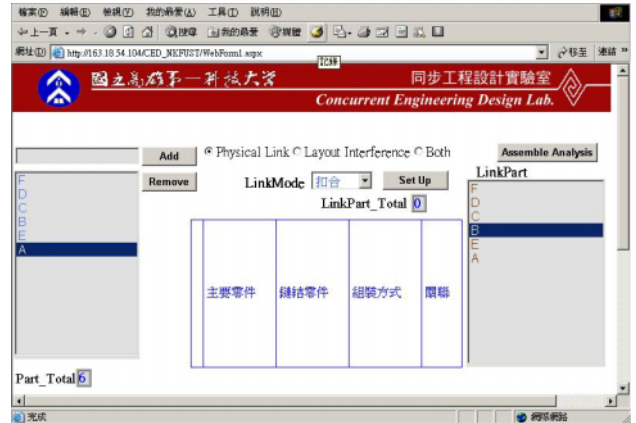 檔案(F) 編輯(E) 檢視(V) 我的最愛(A) 工具(T) 說明(H)
上一頁 搜尋 我的最愛 媒體
網址(D) http://163.18.54.104/CED_NKFUST/WebForm1.aspx 移至 連結 »
記錄
國立高雄第一科技大學 同步工程設計實驗室
Concurrent Engineering Design Lab.
Add Physical Link Layout Interference Both Assemble Analysis
Remove LinkMode 扣合 Set Up LinkPart
LinkPart_Total 0
F
D
C
B
E
A
主要零件 鏈結零件 組裝方式 關聯
F
D
C
B
E
A
Part_Total 6
完成 網際網路